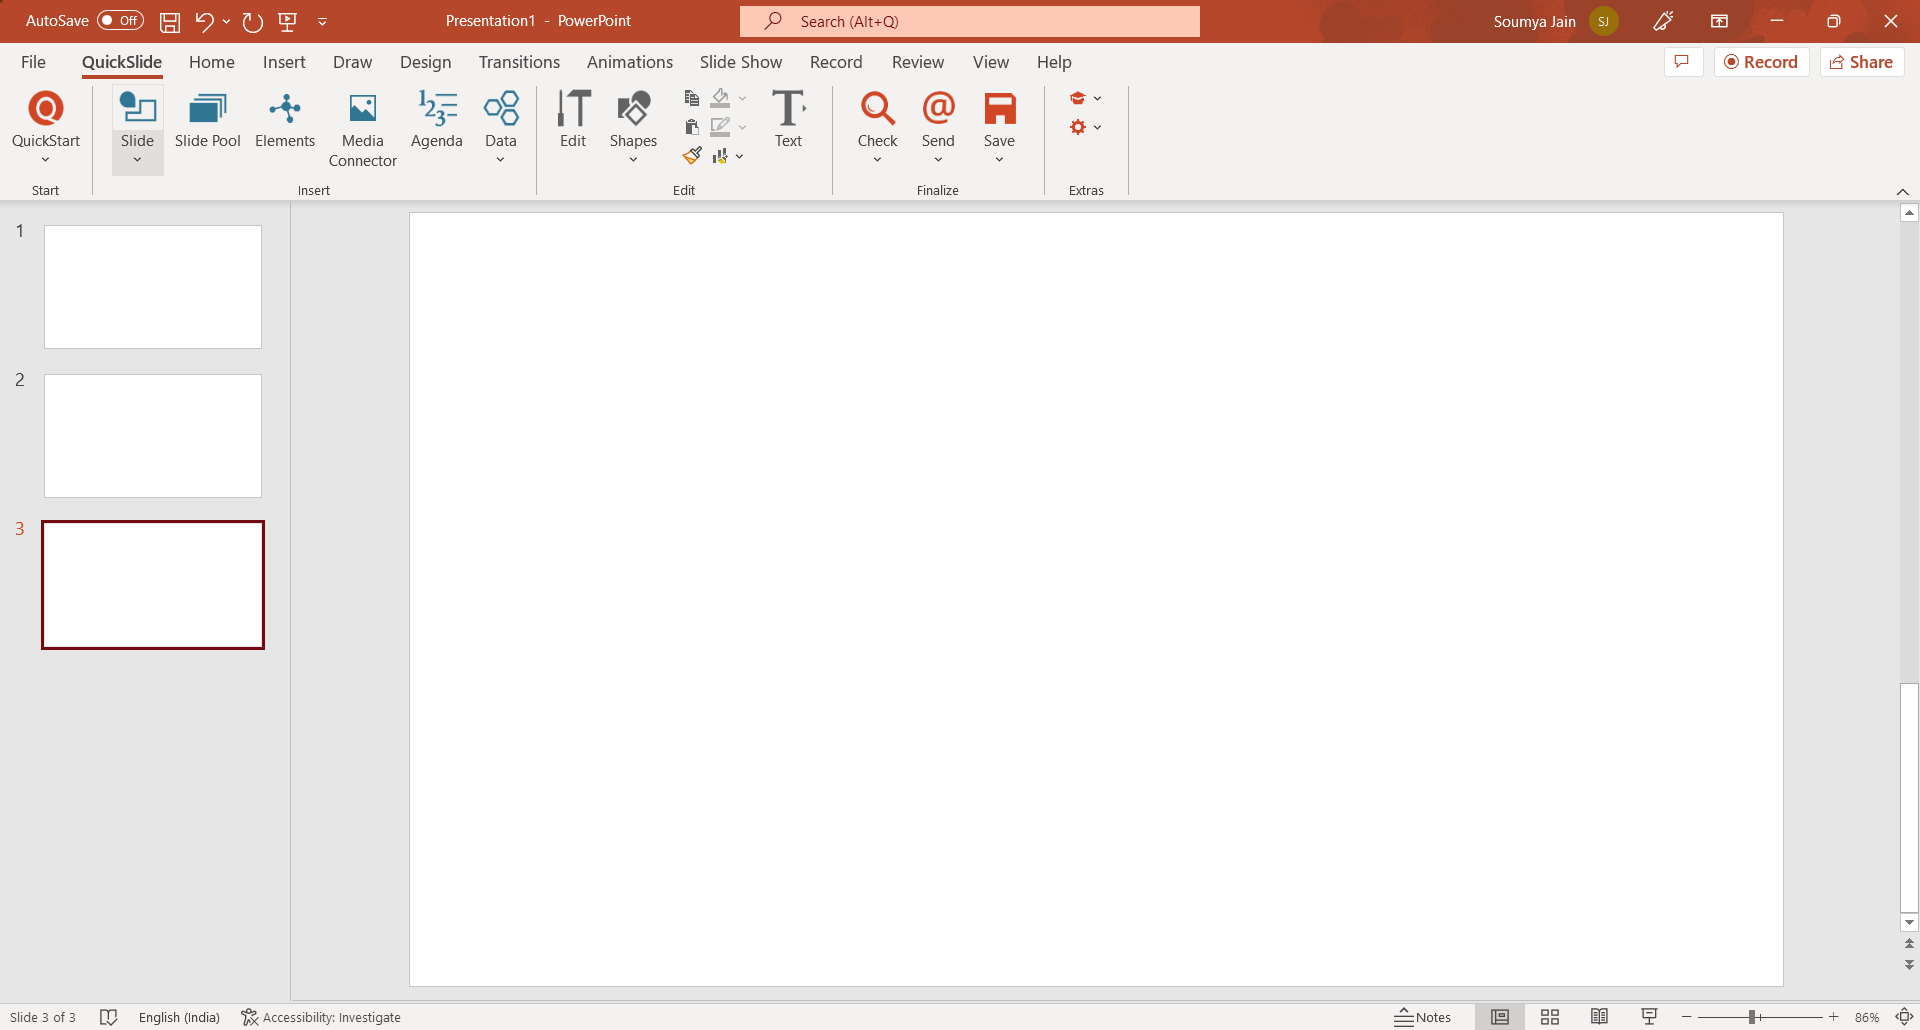 AutoSave Off Presentation1 - PowerPoint Search (Alt+Q) Soumya Jain SJ
File QuickSlide Home Insert Draw Design Transitions Animations Slide Show Record Review View Help Record Share
QuickStart Slide Slide Pool Elements Media Connector Agenda Data Edit Shapes Text Check Send Save
Start Insert Edit Finalize Extras
1
2
3
Slide 3 of 3 English (India) Accessibility: Investigate Notes 86%